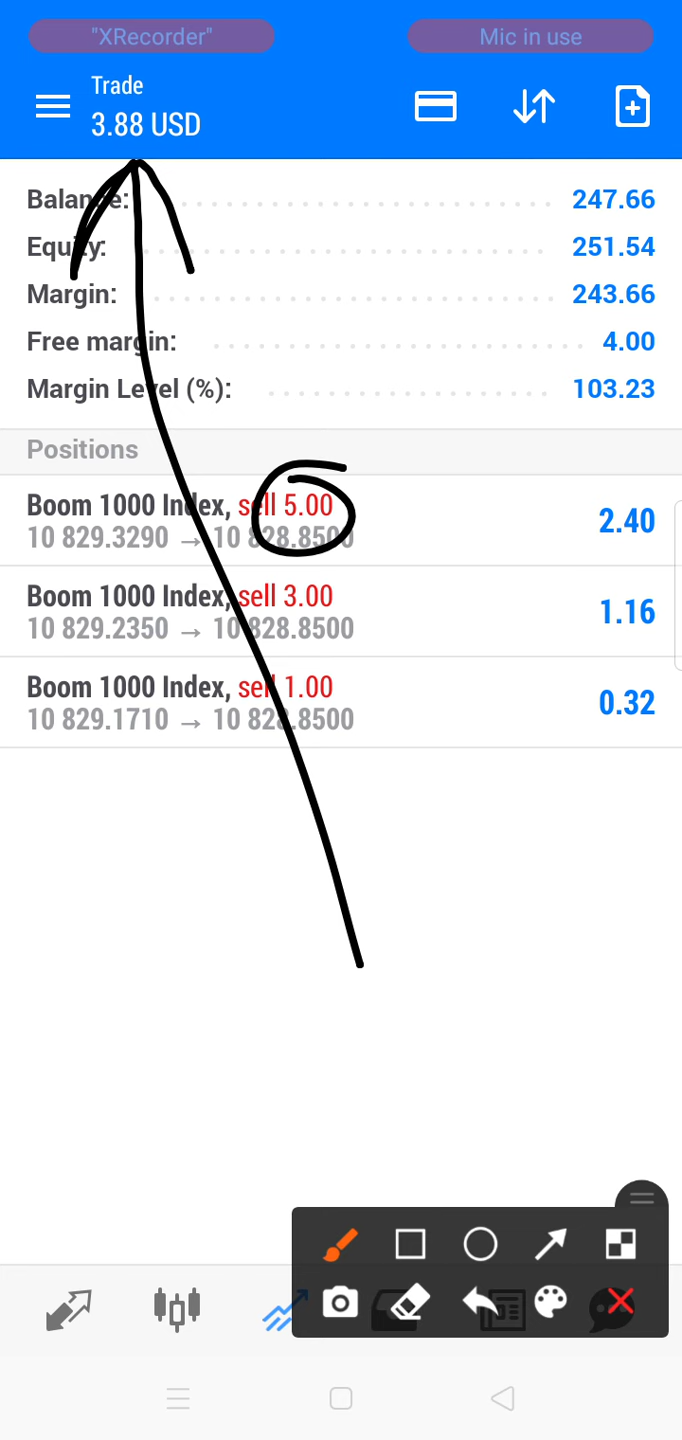 "XRecorder"
Mic in use
Trade
3.88 USD
Balance: 247.66
Equity: 251.54
Margin: 243.66
Free margin: 4.00
Margin Level (%): 103.23
Positions
Boom 1000 Index, sell 5.00
10 829.3290 → 10 828.8500
2.40
Boom 1000 Index, sell 3.00
10 829.2350 → 10 828.8500
1.16
Boom 1000 Index, sell 1.00
10 829.1710 → 10 828.8500
0.32